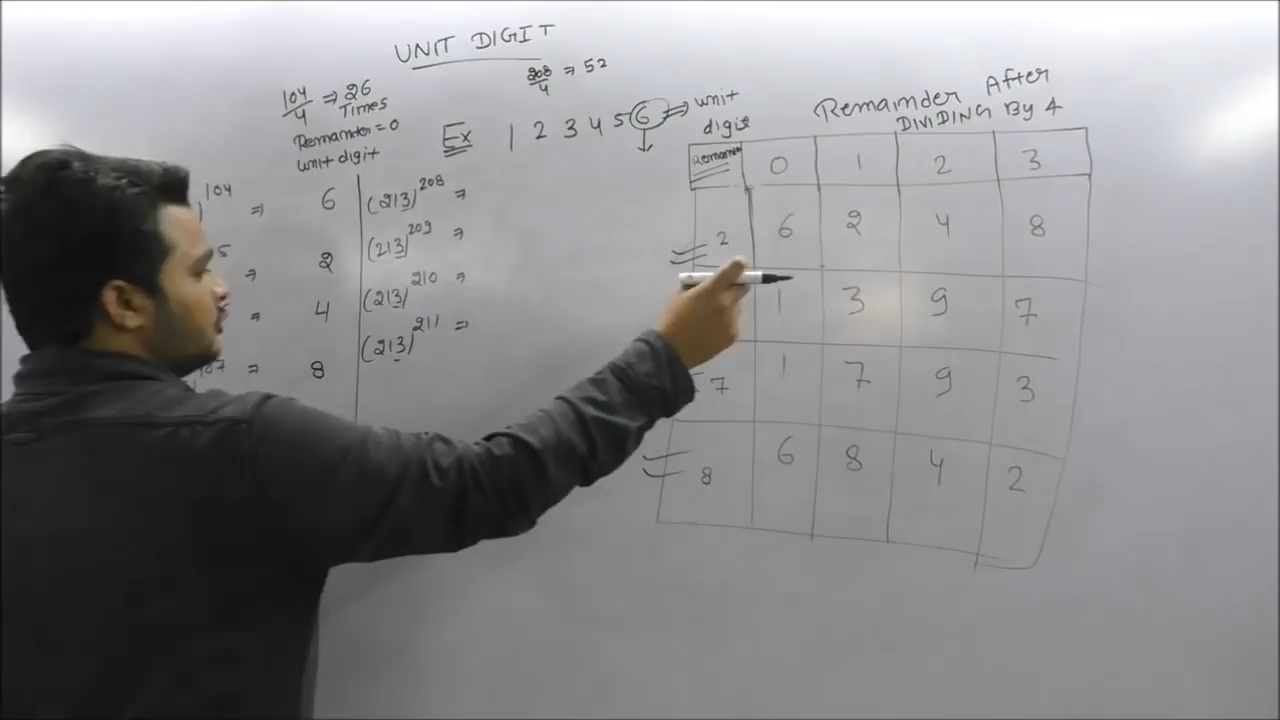 UNIT DIGIT
104/4 ⇒ 26
Times
Remainder = 0
unit digit
208/4 ⇒ 52
Ex 1 2 3 4 5 6 ⇒ unit
digit
104 ⇒ 6
5 ⇒ 2
⇒ 4
107 ⇒ 8
(213)^208 ⇒
(213)^209 ⇒
(213)^210 ⇒
(213)^211 ⇒
Remainder After
DIVIDING By 4
Remainder 0 1 2 3
2 6 2 4 8
1 3 9 7
7 1 7 9 3
8 6 8 4 2